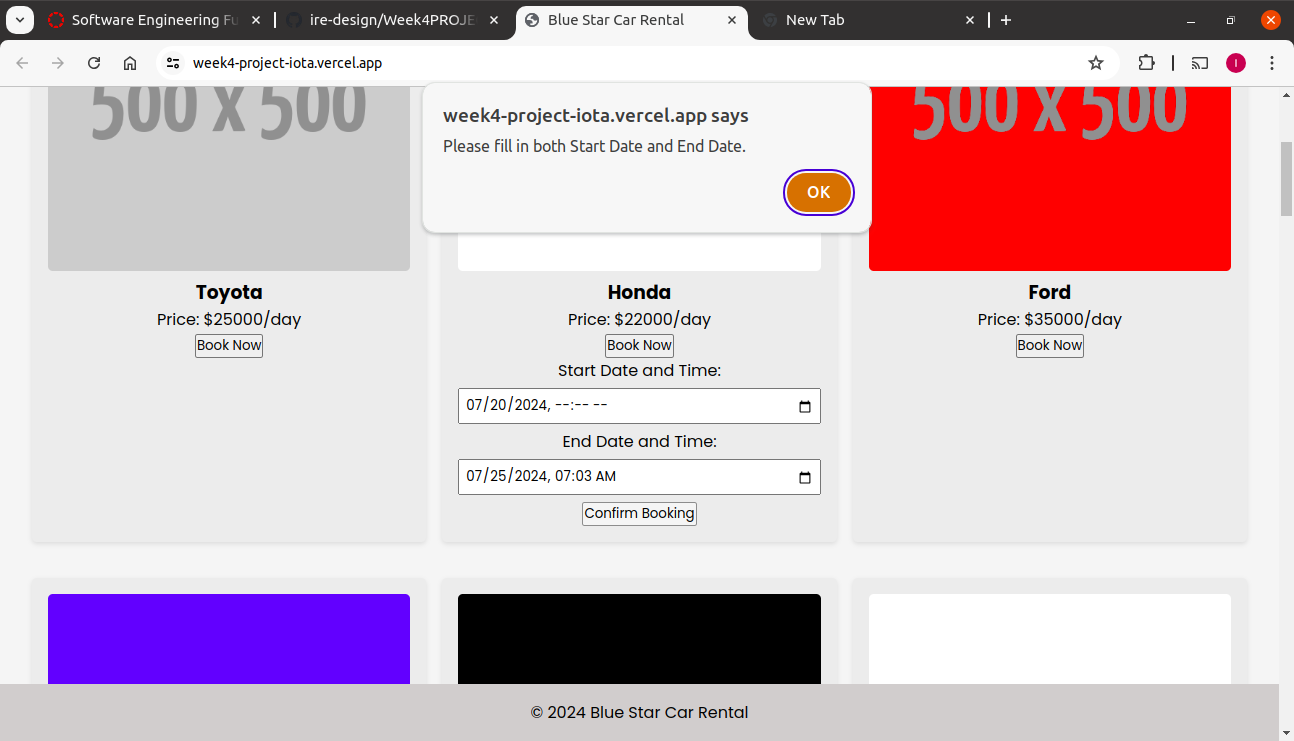 Software Engineering Fu
ire-design/Week4PROJE
Blue Star Car Rental
New Tab
week4-project-iota.vercel.app
I
500 X 500
500 X 500
week4-project-iota.vercel.app says
Please fill in both Start Date and End Date.
OK
Toyota
Price: $25000/day
Book Now
Honda
Price: $22000/day
Book Now
Start Date and Time:
07/20/2024, --:-- --
End Date and Time:
07/25/2024, 07:03 AM
Confirm Booking
Ford
Price: $35000/day
Book Now
© 2024 Blue Star Car Rental